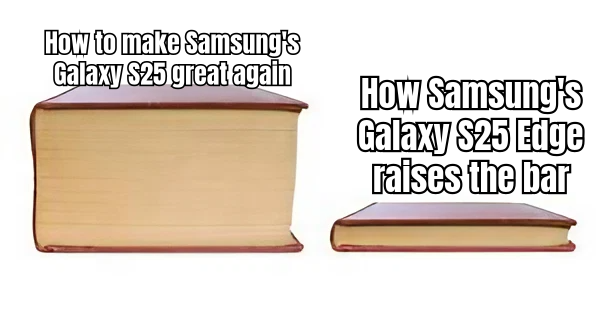 How to make Samsung's
Galaxy S25 great again
How Samsung's
Galaxy S25 Edge
raises the bar